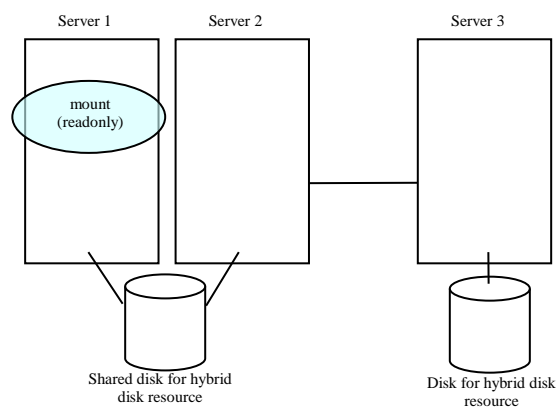 Server 1
Server 2
Server 3
mount
(readonly)
Shared disk for hybrid
disk resource
Disk for hybrid disk
resource